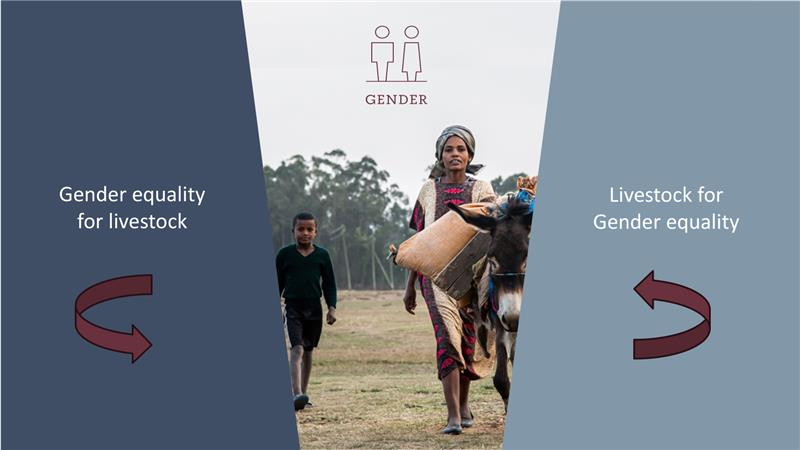 GENDER
Gender equality
for livestock
Livestock for
Gender equality